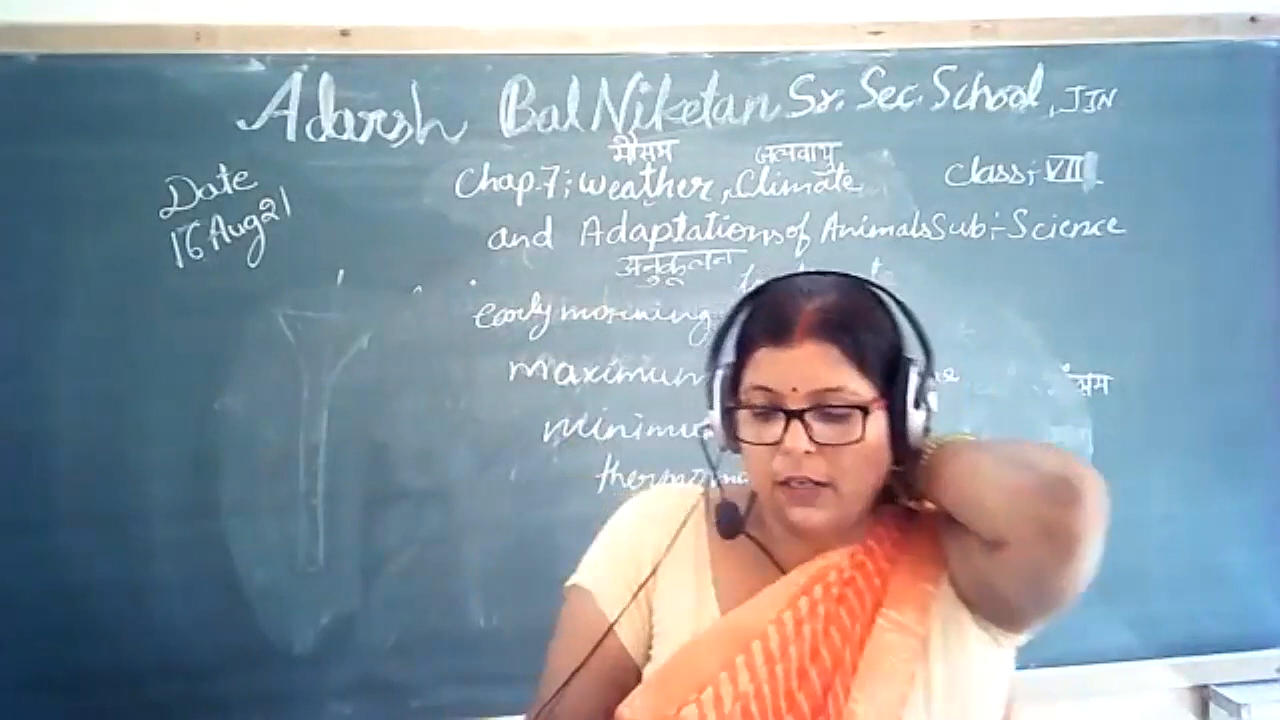 Adarsh Bal Niketan Sr. Sec. School, JJN
मौसम जलवायु
Date
16 Aug 21
Chap. 7; Weather, Climate
Class:- VII
and Adaptations of Animals
Sub:- Science
अनुकूलन
early morning
maximum